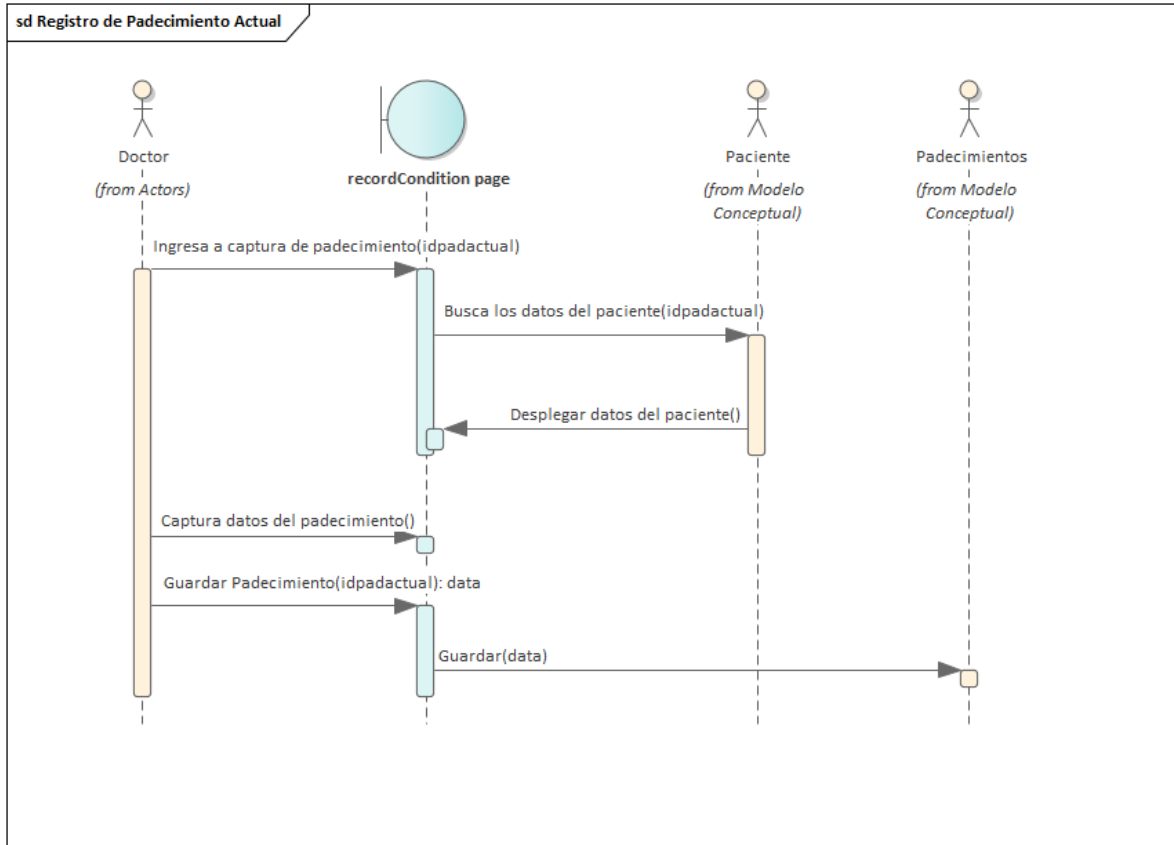 sd Registro de Padecimiento Actual
Doctor
(from Actors)
recordCondition page
Paciente
(from Modelo
Conceptual)
Padecimientos
(from Modelo
Conceptual)
Ingresa a captura de padecimiento(idpadactual)
Busca los datos del paciente(idpadactual)
Desplegar datos del paciente()
Captura datos del padecimiento()
Guardar Padecimiento(idpadactual): data
Guardar(data)